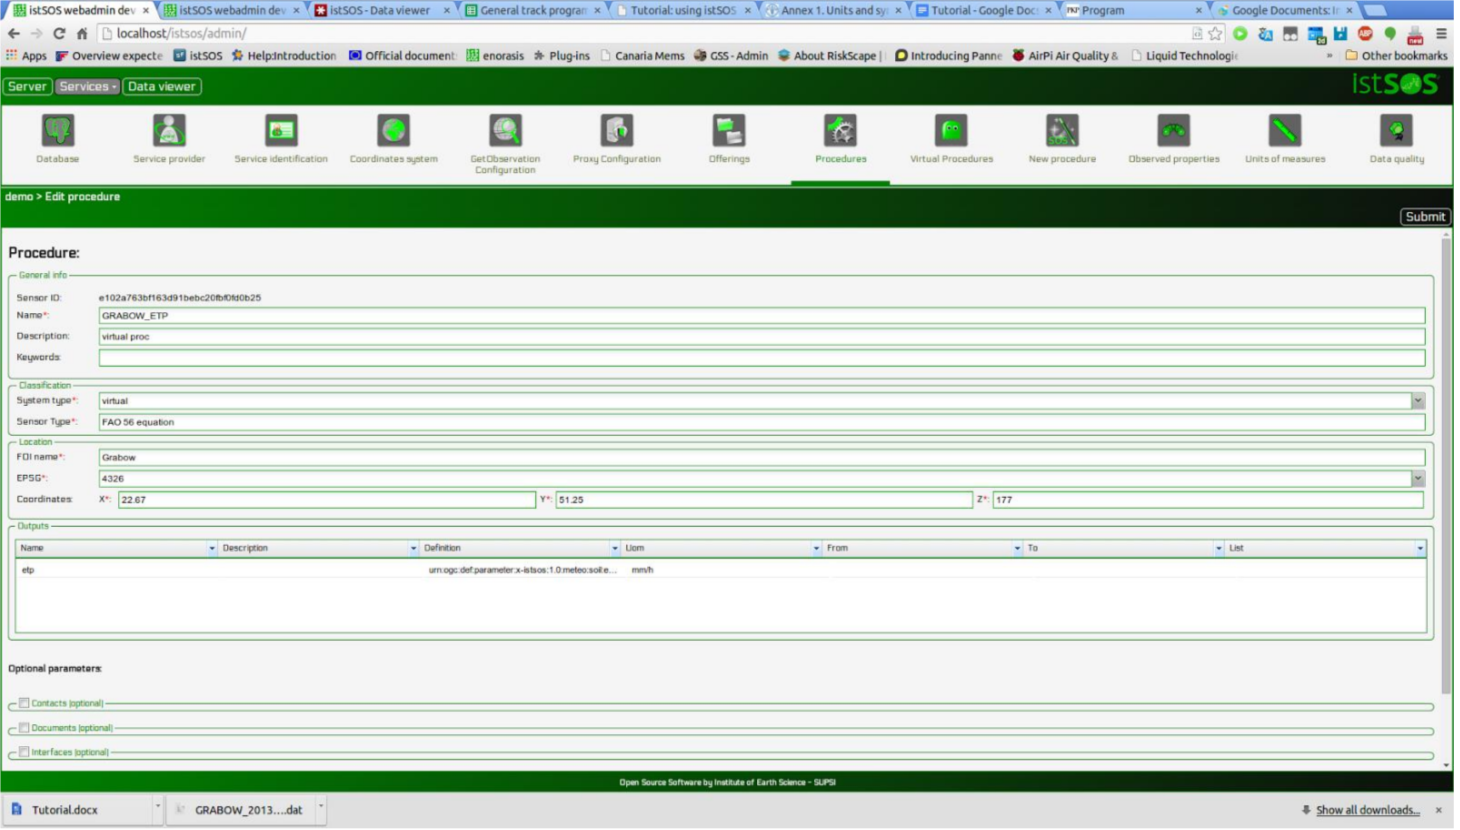 istSOS webadmin dev × istSOS webadmin dev × istSOS - Data viewer × General track program × Tutorial: using istSOS × Annex 1. Units and sy × Tutorial - Google Doc × Program × Google Documents: I ×
localhost/istsos/admin/
Apps Overview expecte istSOS Help:Introduction Official document enorasis Plug-ins Canaria Mems GSS - Admin About RiskScape | Introducing Panne AirPi Air Quality & Liquid Technologi » Other bookmarks
Server Services Data viewer istSOS
Database Service provider Service identification Coordinates system GetObservation Configuration Proxy Configuration Offerings Procedures Virtual Procedures New procedure Observed properties Units of measures Data quality
demo > Edit procedure
Submit
Procedure:
General info
Sensor ID: e102a763bf163d91bebc20fbf0fd0b25
Name*: GRABOW_ETP
Description: virtual proc
Keywords:
Classification
System type*: virtual
Sensor Type*: FAO 56 equation
Location
FOI name*: Grabow
EPSG*: 4326
Coordinates: X*: 22.67 Y*: 51.25 Z*: 177
Outputs
Name Description Definition Uom From To List
etp urn:ogc:def:parameter:x-istsos:1.0:meteo:soil:e... mm/h
Optional parameters:
Contacts (optional)
Documents (optional)
Interfaces (optional)
Open Source Software by Institute of Earth Science - SUPSI
Tutorial.docx GRABOW_2013....dat Show all downloads... ×